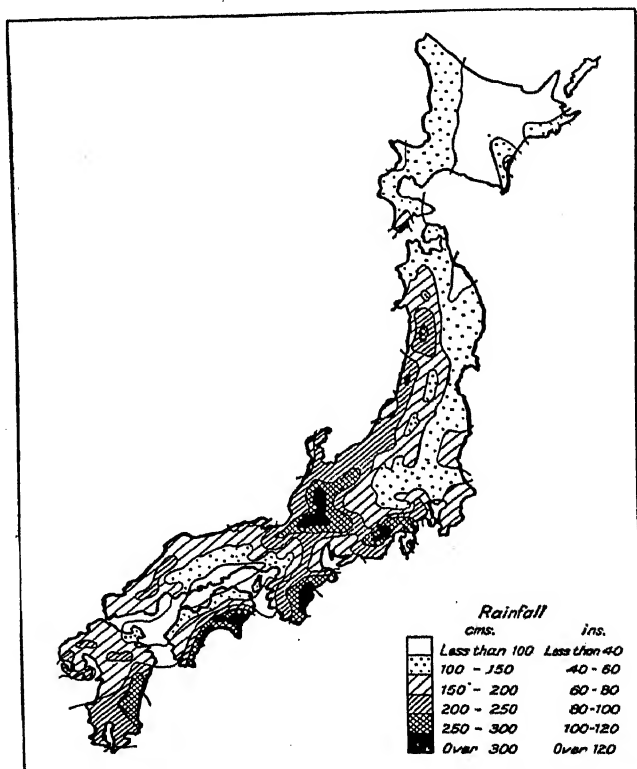 Rainfall
cms. ins.
Less than 100 Less than 40
100 - 150 40 - 60
150 - 200 60 - 80
200 - 250 80 - 100
250 - 300 100 - 120
Over 300 Over 120